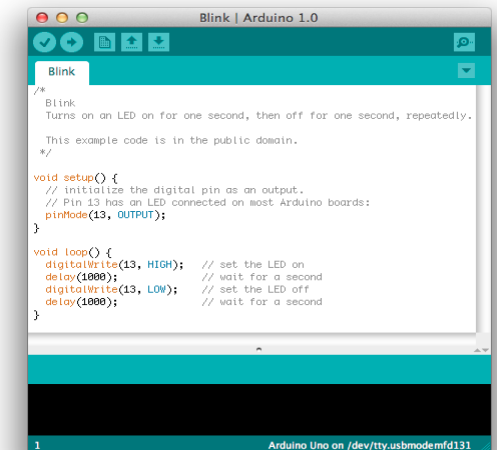 Blink | Arduino 1.0
Blink
/*
  Blink
  Turns on an LED on for one second, then off for one second, repeatedly.

  This example code is in the public domain.
 */

void setup() {
  // initialize the digital pin as an output.
  // Pin 13 has an LED connected on most Arduino boards:
  pinMode(13, OUTPUT);
}

void loop() {
  digitalWrite(13, HIGH);   // set the LED on
  delay(1000);              // wait for a second
  digitalWrite(13, LOW);    // set the LED off
  delay(1000);              // wait for a second
}
1 Arduino Uno on /dev/tty.usbmodemfd131